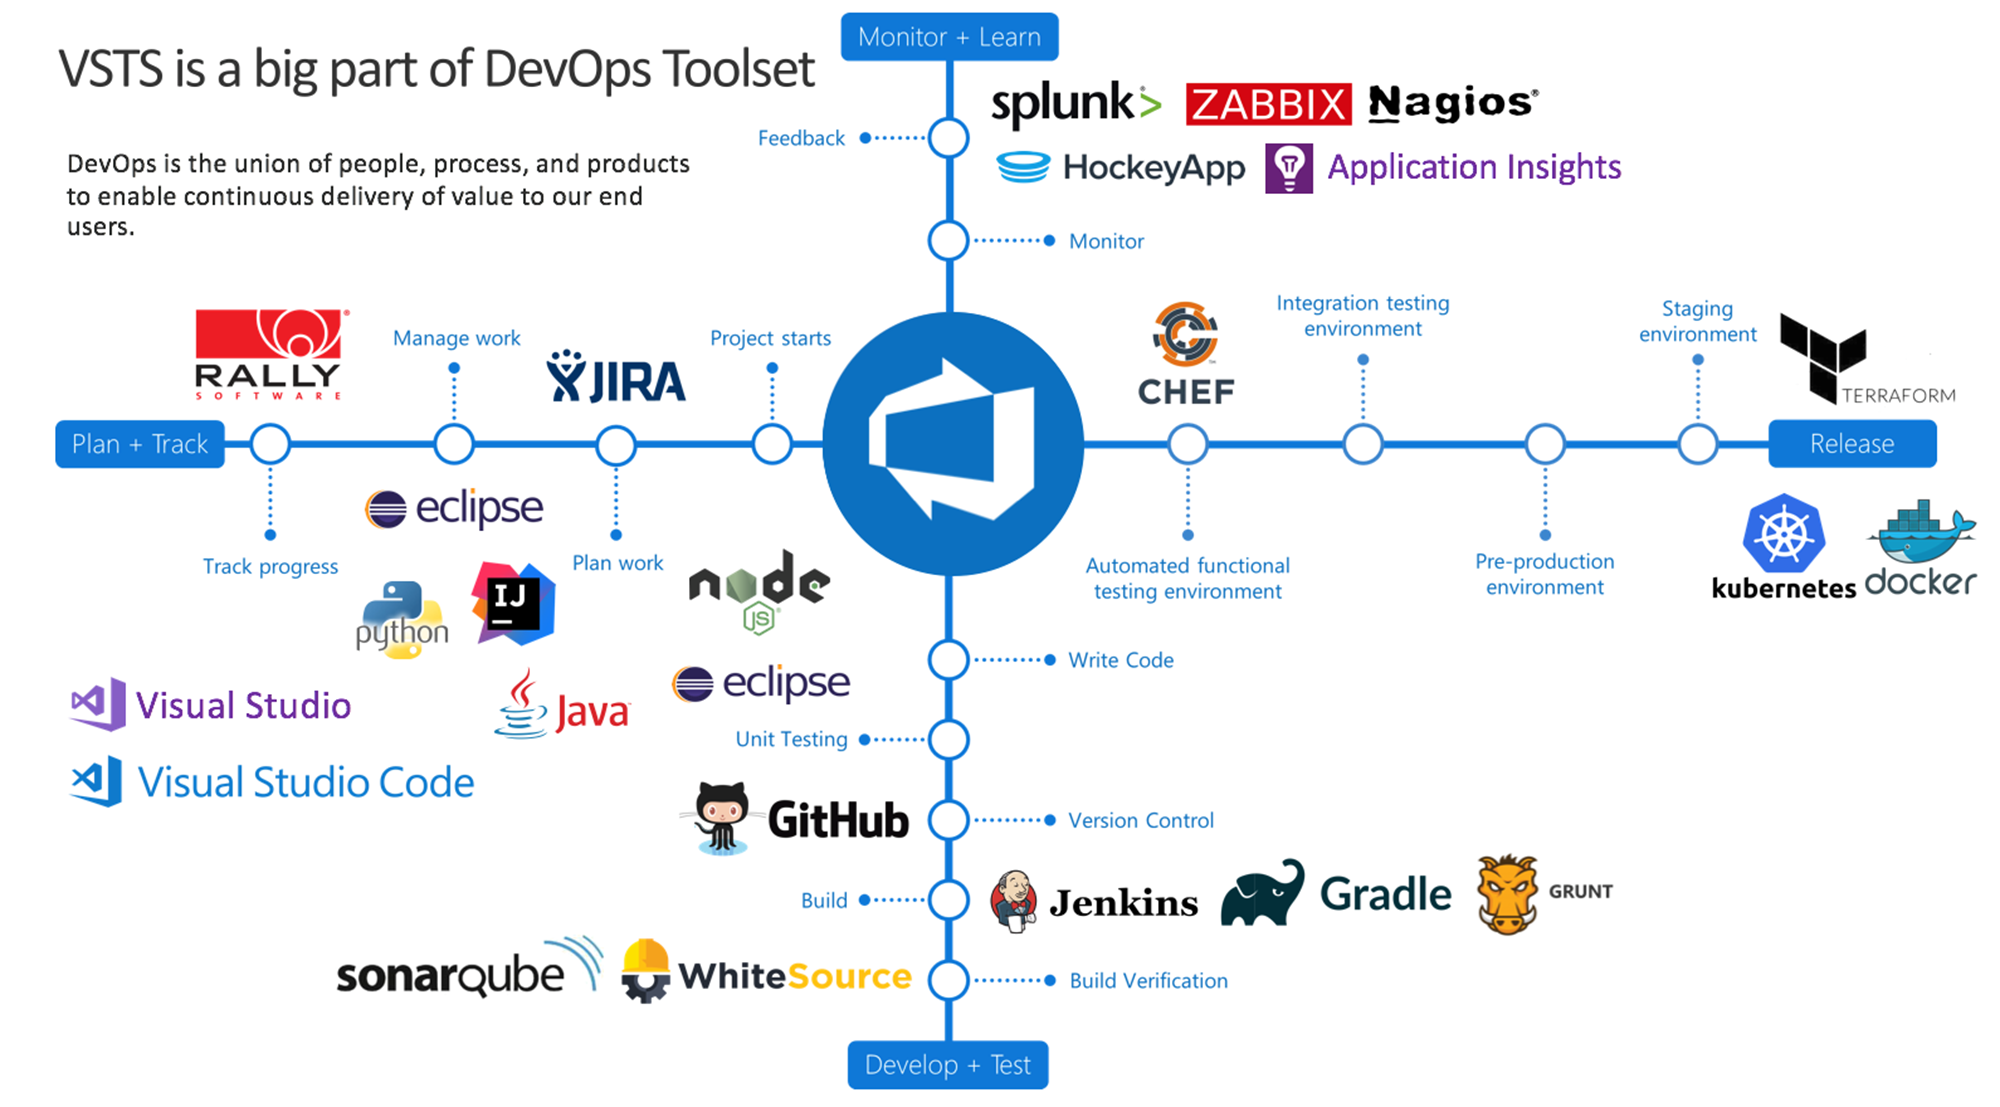 VSTS is a big part of DevOps Toolset
DevOps is the union of people, process, and products
to enable continuous delivery of value to our end
users.
Monitor + Learn
splunk>
ZABBIX
Nagios®
Feedback
HockeyApp
Application Insights
Monitor
RALLY
SOFTWARE
Manage work
JIRA
Project starts
CHEF
Integration testing
environment
Staging
environment
TERRAFORM
Plan + Track
Release
eclipse
Track progress
Plan work
node
JS
python
IJ
Automated functional
testing environment
Pre-production
environment
kubernetes
docker
Write Code
eclipse
Visual Studio
Java
Unit Testing
Visual Studio Code
GitHub
Version Control
Build
Jenkins
Gradle
GRUNT
sonarqube
WhiteSource
Build Verification
Develop + Test